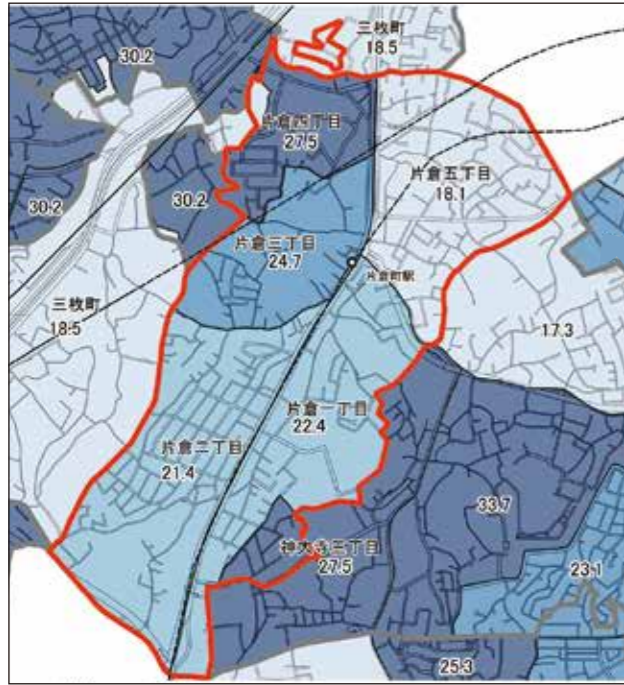 三枚町
18.5
30.2
片倉四丁目
27.5
片倉五丁目
18.1
30.2
30.2
片倉三丁目
24.7
片倉町駅
三枚町
18.5
17.3
片倉一丁目
22.4
片倉二丁目
21.4
33.7
神大寺三丁目
27.5
23.1
25.3